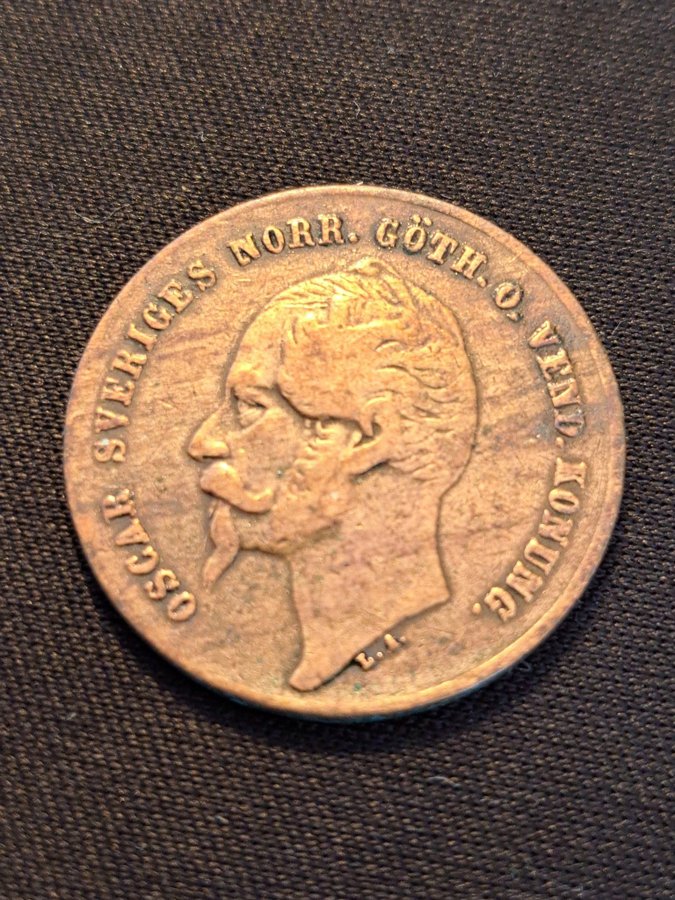 OSCAR SVERIGES NORR. GÖTH. O. VEND. KONUNG.
L.A.